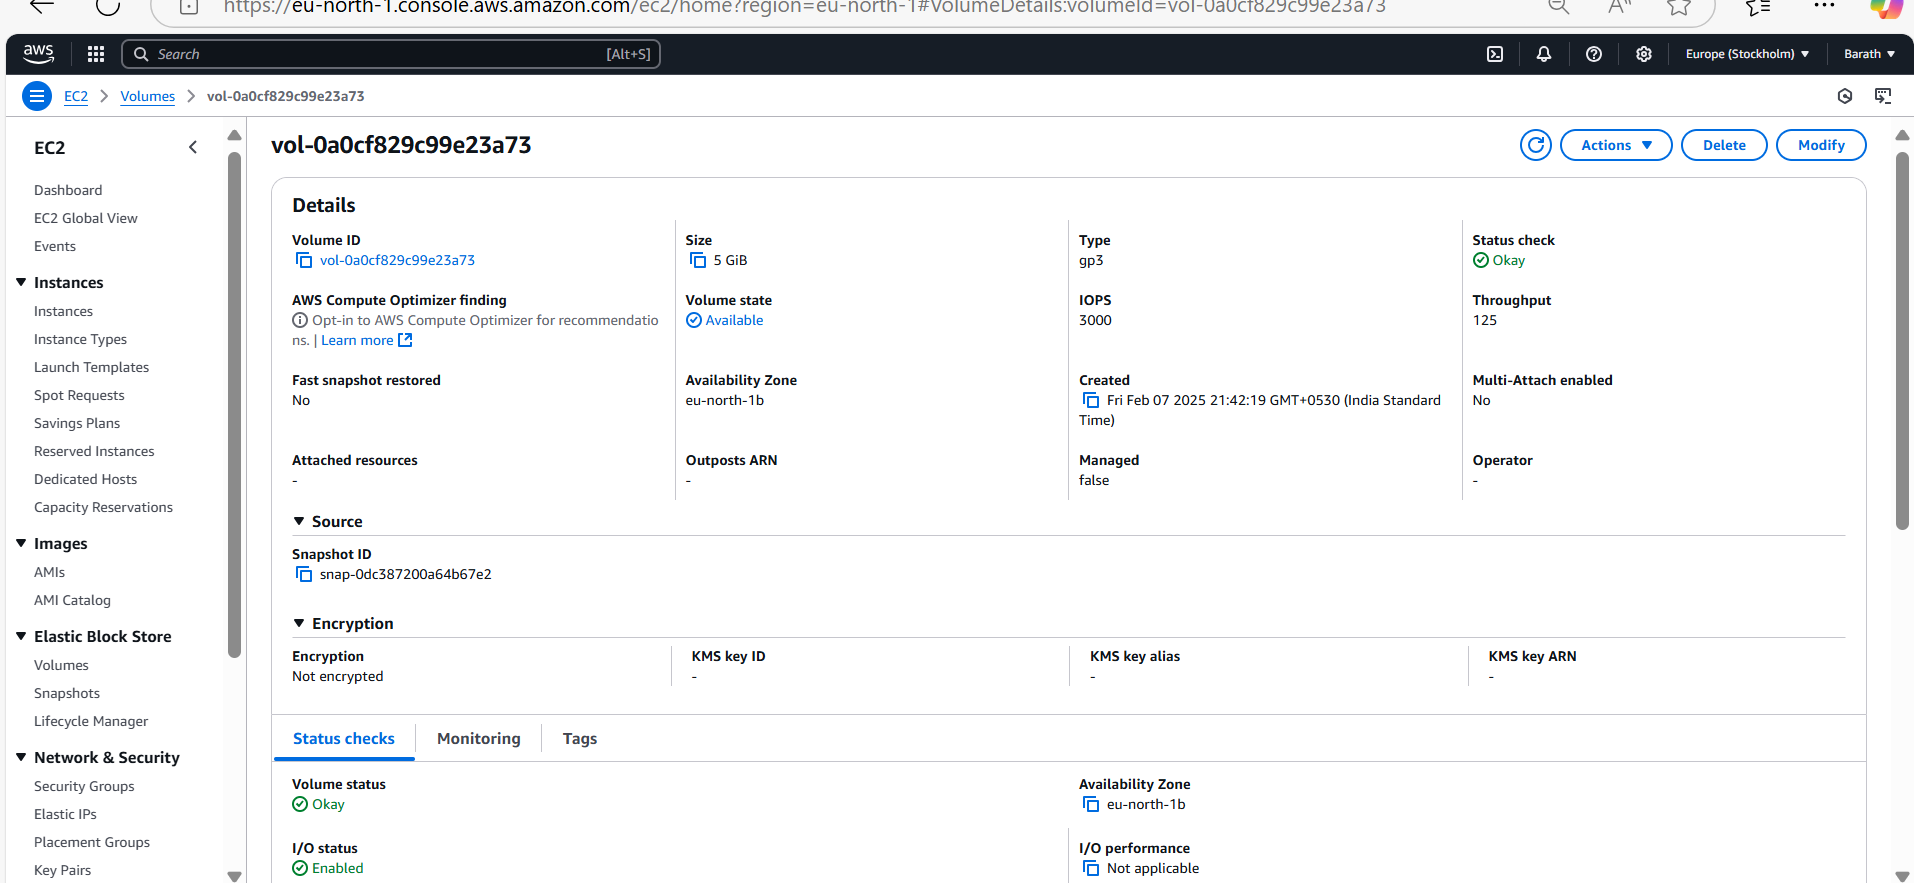 https://eu-north-1.console.aws.amazon.com/ec2/home?region=eu-north-1#VolumeDetails:volumeId=vol-0a0cf829c99e23a73
aws
Search
[Alt+S]
Europe (Stockholm)
Barath
EC2
Volumes
vol-0a0cf829c99e23a73
EC2
Dashboard
EC2 Global View
Events
Instances
Instances
Instance Types
Launch Templates
Spot Requests
Savings Plans
Reserved Instances
Dedicated Hosts
Capacity Reservations
Images
AMIs
AMI Catalog
Elastic Block Store
Volumes
Snapshots
Lifecycle Manager
Network & Security
Security Groups
Elastic IPs
Placement Groups
Key Pairs
vol-0a0cf829c99e23a73
Actions
Delete
Modify
Details
Volume ID
vol-0a0cf829c99e23a73
Size
5 GiB
Type
gp3
Status check
Okay
AWS Compute Optimizer finding
Opt-in to AWS Compute Optimizer for recommendatio
ns. | Learn more
Volume state
Available
IOPS
3000
Throughput
125
Fast snapshot restored
No
Availability Zone
eu-north-1b
Created
Fri Feb 07 2025 21:42:19 GMT+0530 (India Standard
Time)
Multi-Attach enabled
No
Attached resources
-
Outposts ARN
-
Managed
false
Operator
-
Source
Snapshot ID
snap-0dc387200a64b67e2
Encryption
Encryption
Not encrypted
KMS key ID
-
KMS key alias
-
KMS key ARN
-
Status checks
Monitoring
Tags
Volume status
Okay
Availability Zone
eu-north-1b
I/O status
Enabled
I/O performance
Not applicable